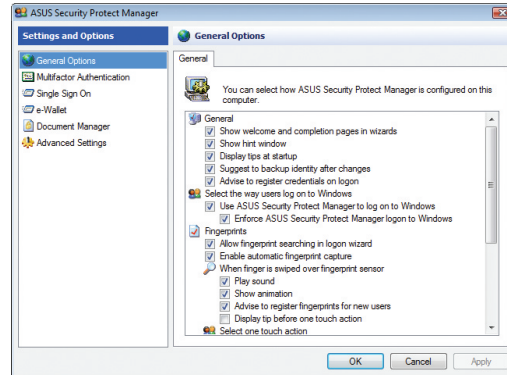 ASUS Security Protect Manager
Settings and Options
General Options
Multifactor Authentication
Single Sign On
e-Wallet
Document Manager
Advanced Settings
General Options
General
You can select how ASUS Security Protect Manager is configured on this
computer.
General
Show welcome and completion pages in wizards
Show hint window
Display tips at startup
Suggest to backup identity after changes
Advise to register credentials on logon
Select the way users log on to Windows
Use ASUS Security Protect Manager to log on to Windows
Enforce ASUS Security Protect Manager logon to Windows
Fingerprints
Allow fingerprint searching in logon wizard
Enable automatic fingerprint capture
When finger is swiped over fingerprint sensor
Play sound
Show animation
Advise to register fingerprints for new users
Display tip before one touch action
Select one touch action
OK
Cancel
Apply